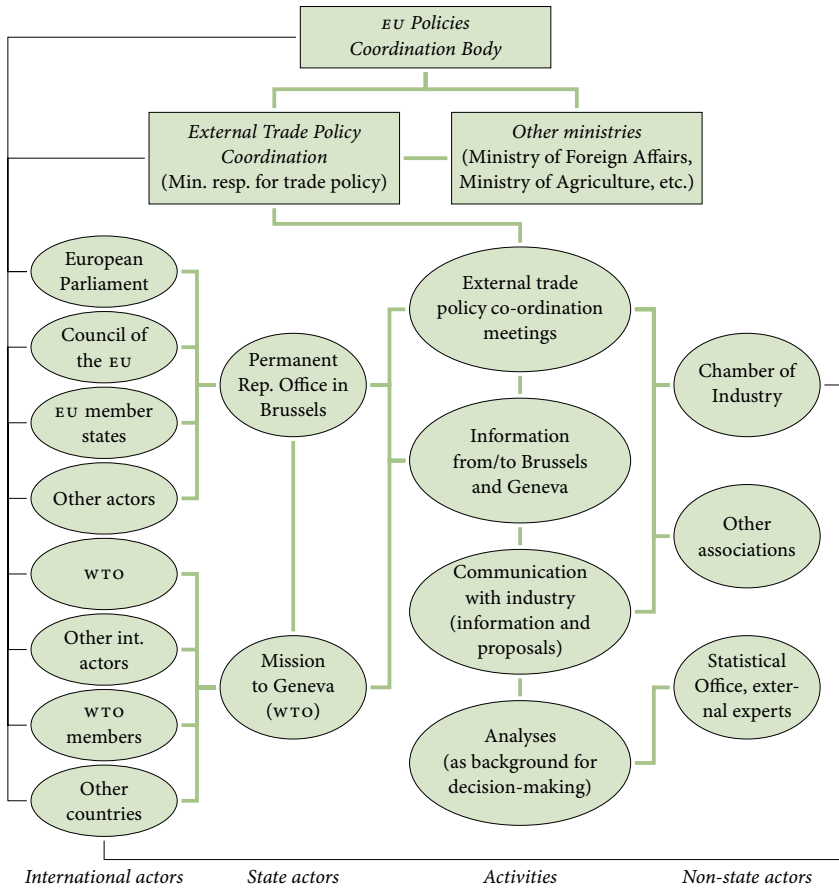 EU Policies
Coordination Body
External Trade Policy
Coordination
(Min. resp. for trade policy)
Other ministries
(Ministry of Foreign Affairs,
Ministry of Agriculture, etc.)
European
Parliament
Council of
the EU
EU member
states
Other actors
WTO
Other int.
actors
WTO
members
Other
countries
Permanent
Rep. Office in
Brussels
Mission
to Geneva
(WTO)
External trade
policy co-ordination
meetings
Information
from/to Brussels
and Geneva
Communication
with industry
(information and
proposals)
Analyses
(as background for
decision-making)
Chamber of
Industry
Other
associations
Statistical
Office, exter-
nal experts
International actors
State actors
Activities
Non-state actors